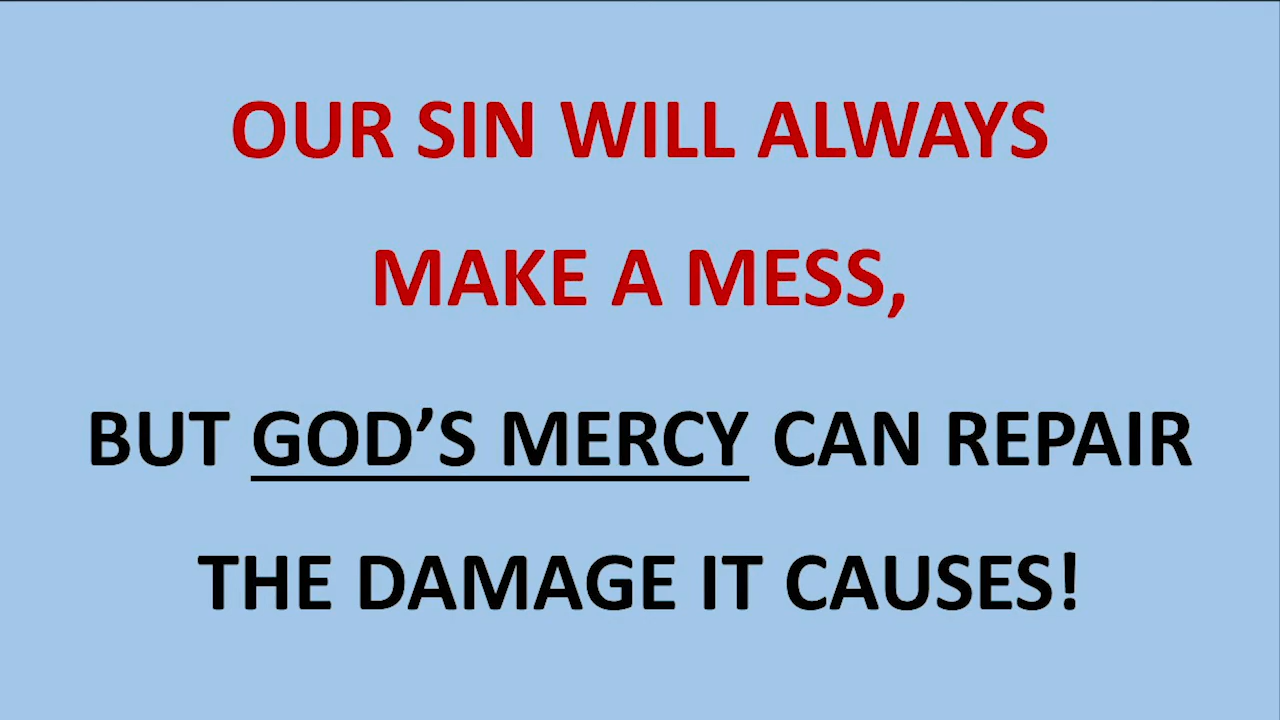 OUR SIN WILL ALWAYS
MAKE A MESS,
BUT GOD’S MERCY CAN REPAIR
THE DAMAGE IT CAUSES!